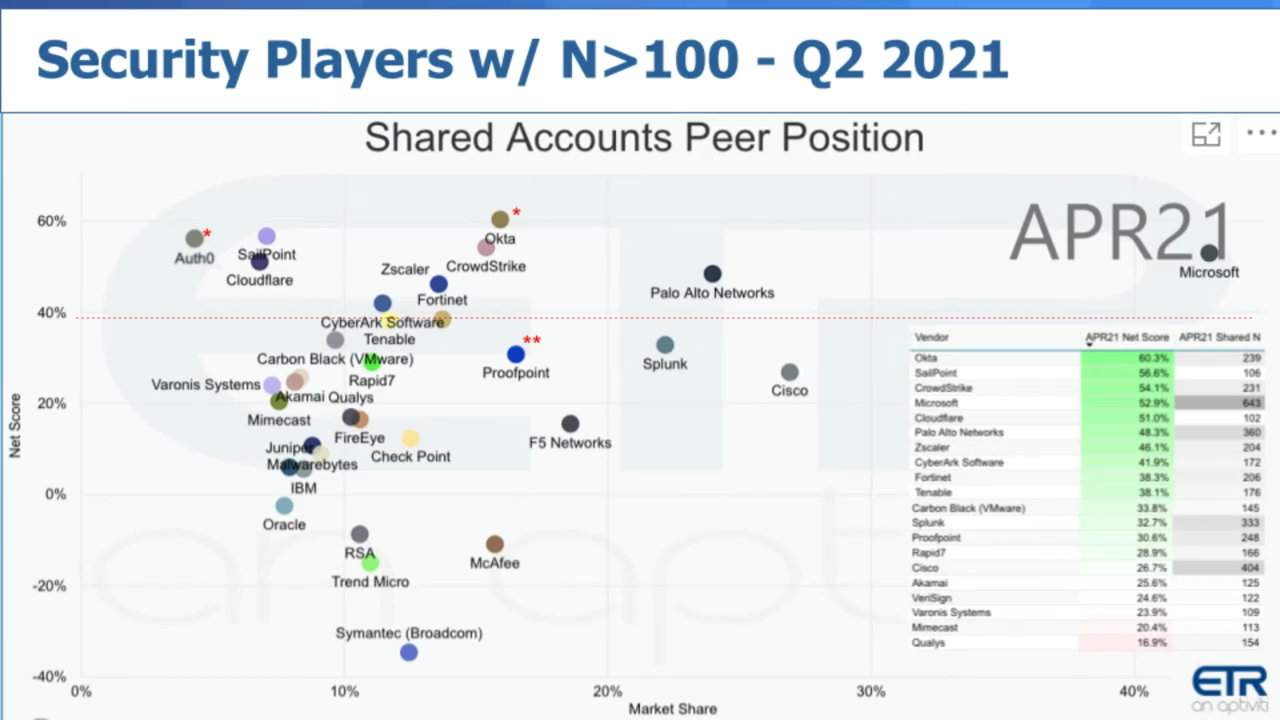 Security Players w/ N>100 - Q2 2021
Shared Accounts Peer Position
APR21
60%
40%
20%
0%
-20%
-40%
Net Score
0%
10%
20%
30%
40%
Market Share
*
Auth0
SailPoint
Cloudflare
*
Okta
CrowdStrike
Zscaler
Fortinet
Palo Alto Networks
Microsoft
CyberArk Software
Tenable
Carbon Black (VMware)
Rapid7
**
Proofpoint
Splunk
Cisco
Varonis Systems
Akamai
Qualys
Mimecast
FireEye
F5 Networks
Check Point
Juniper
Malwarebytes
IBM
Oracle
RSA
McAfee
Trend Micro
Symantec (Broadcom)
Vendor APR21 Net Score APR21 Shared N
Okta 60.3% 239
SailPoint 56.6% 106
CrowdStrike 54.1% 231
Microsoft 52.9% 643
Cloudflare 51.0% 102
Palo Alto Networks 48.3% 360
Zscaler 46.1% 204
CyberArk Software 41.9% 172
Fortinet 38.3% 206
Tenable 38.1% 176
Carbon Black (VMware) 33.8% 145
Splunk 32.7% 333
Proofpoint 30.6% 248
Rapid7 28.9% 166
Cisco 26.7% 404
Akamai 25.6% 125
VeriSign 24.6% 122
Varonis Systems 23.9% 109
Mimecast 20.4% 113
Qualys 16.9% 154
ETR
an aptiviti